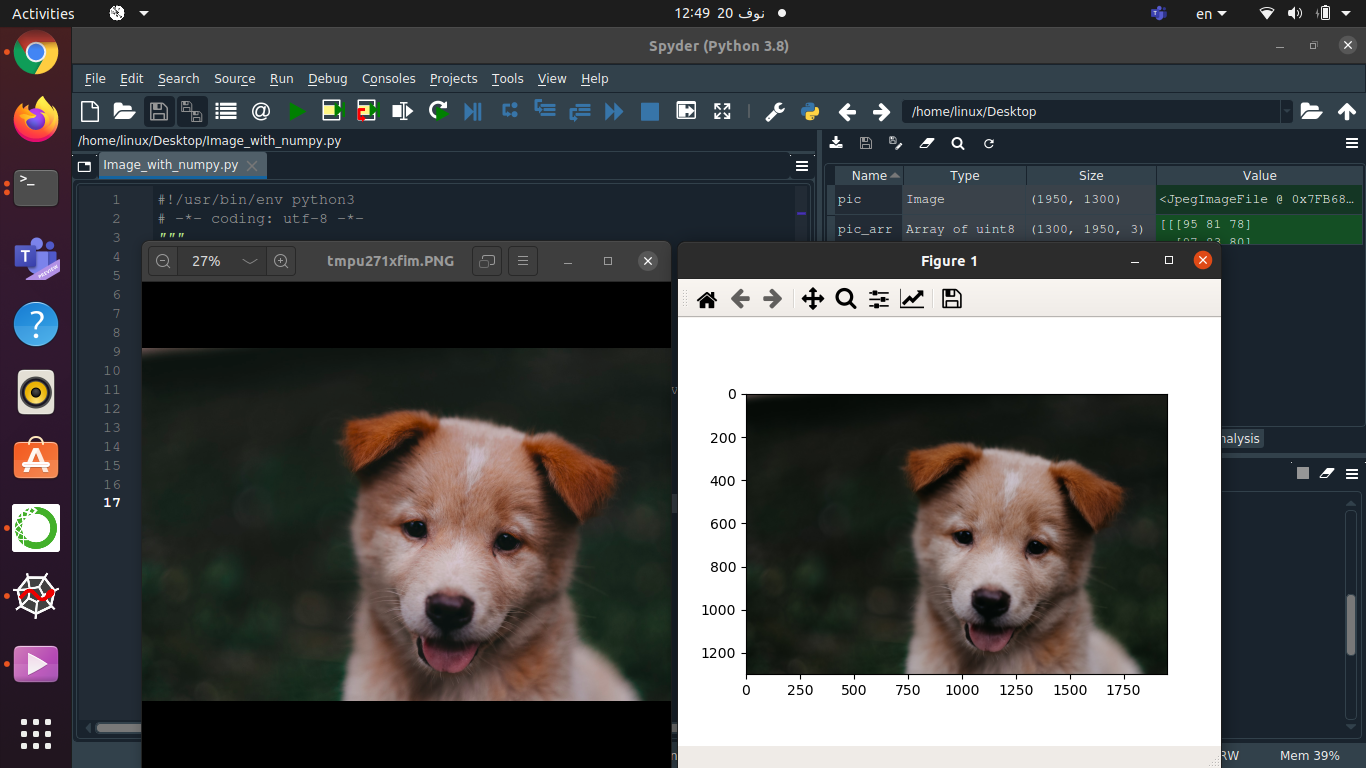 Activities
12:49 20 نوف
en
Spyder (Python 3.8)
File Edit Search Source Run Debug Consoles Projects Tools View Help
/home/linux/Desktop
/home/linux/Desktop/Image_with_numpy.py
Image_with_numpy.py
Name Type Size Value
pic Image (1950, 1300) <JpegImageFile @ 0x7FB68…
pic_arr Array of uint8 (1300, 1950, 3) [[[95 81 78]
1 #!/usr/bin/env python3
2 # -*- coding: utf-8 -*-
3 """
4
5
6
7
8
9
10
11
12
13
14
15
16
17
27% tmpu271xflm.PNG
Figure 1
0
200
400
600
800
1000
1200
0 250 500 750 1000 1250 1500 1750
nalysis
RW Mem 39%
>_
PREVIEW